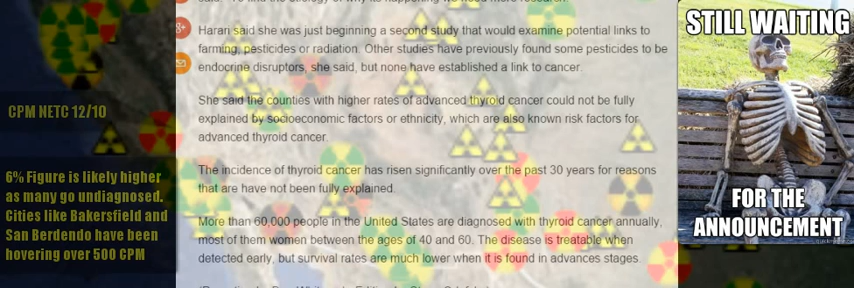 CPM NETC 12/10
6% Figure is likely higher
as many go undiagnosed.
Cities like Bakersfield and
San Berdendo have been
hovering over 500 CPM
Haran said she was just beginning a second study that would examine potential links to
farming, pesticides or radiation. Other studies have previously found some pesticides to be
endocrine disruptors, she said, but none have established a link to cancer.
She said the counties with higher rates of advanced thyroid cancer could not be fully
explained by socioeconomic factors or ethnicity, which are also known risk factors for
advanced thyroid cancer.
The incidence of thyroid cancer has risen significantly over the past 30 years for reasons
that are not been fully explained.
More than 60,000 people in the United States are diagnosed with thyroid cancer annually,
most of them women between the ages of 40 and 60. The disease is treatable when
detected early, but survival rates are much lower when it is found in advances stages.
STILL WAITING
FOR THE
ANNOUNCEMENT